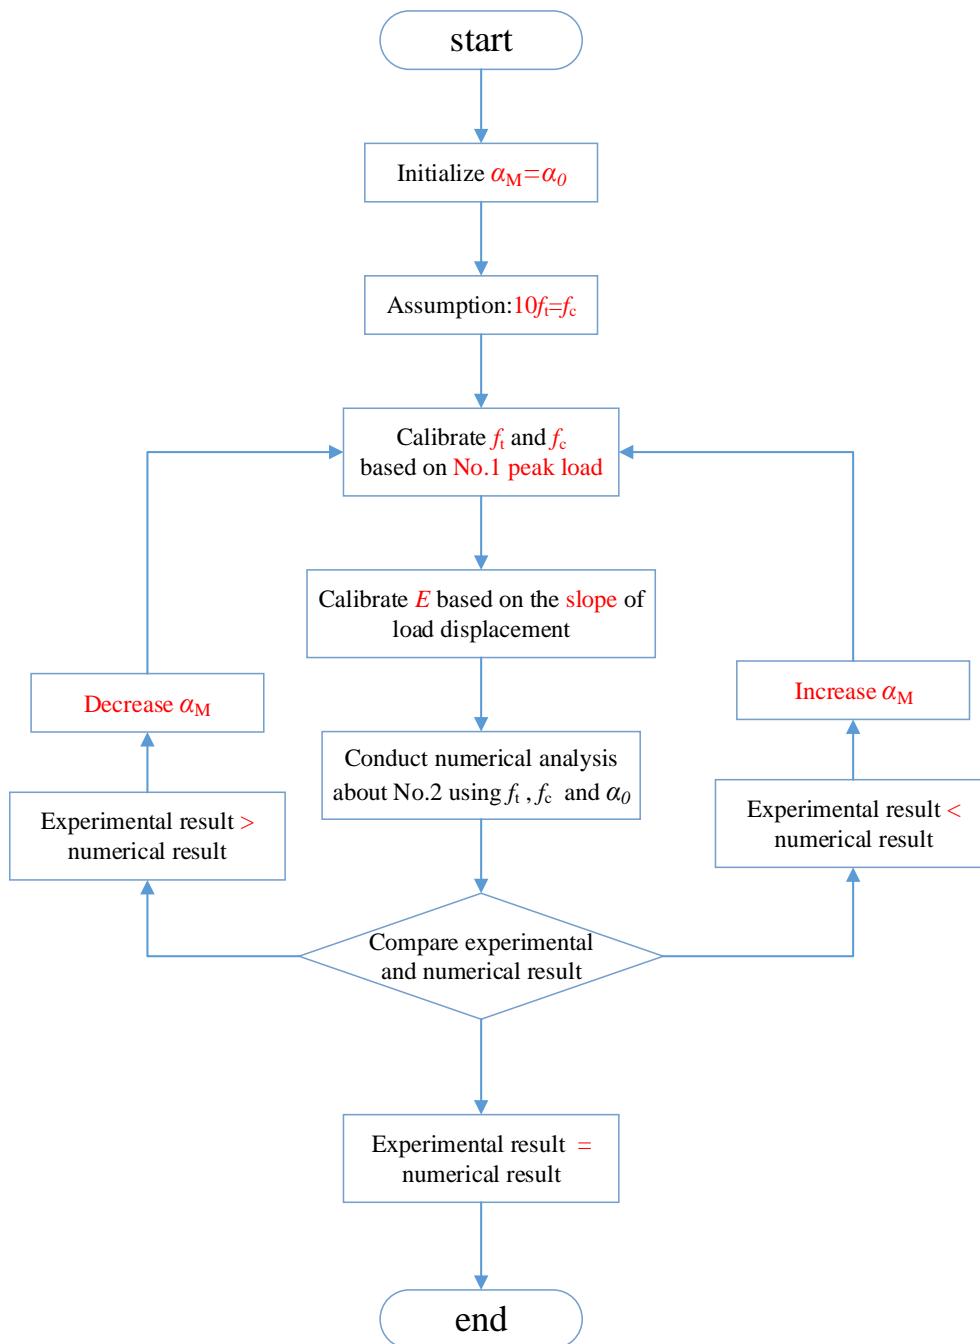 start
Initialize αM=α0
Assumption:10ft=fc
Calibrate ft and fc
based on No.1 peak load
Calibrate E based on the slope of
load displacement
Decrease αM
Increase αM
Conduct numerical analysis
about No.2 using ft , fc and α0
Experimental result >
numerical result
Experimental result <
numerical result
Compare experimental
and numerical result
Experimental result =
numerical result
end